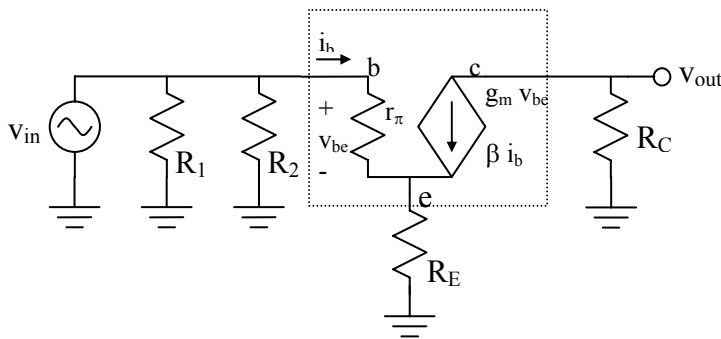 i_b
b
c
v_out
+
r_π
g_m v_be
v_in
v_be
R_1
R_2
β i_b
R_C
-
e
R_E